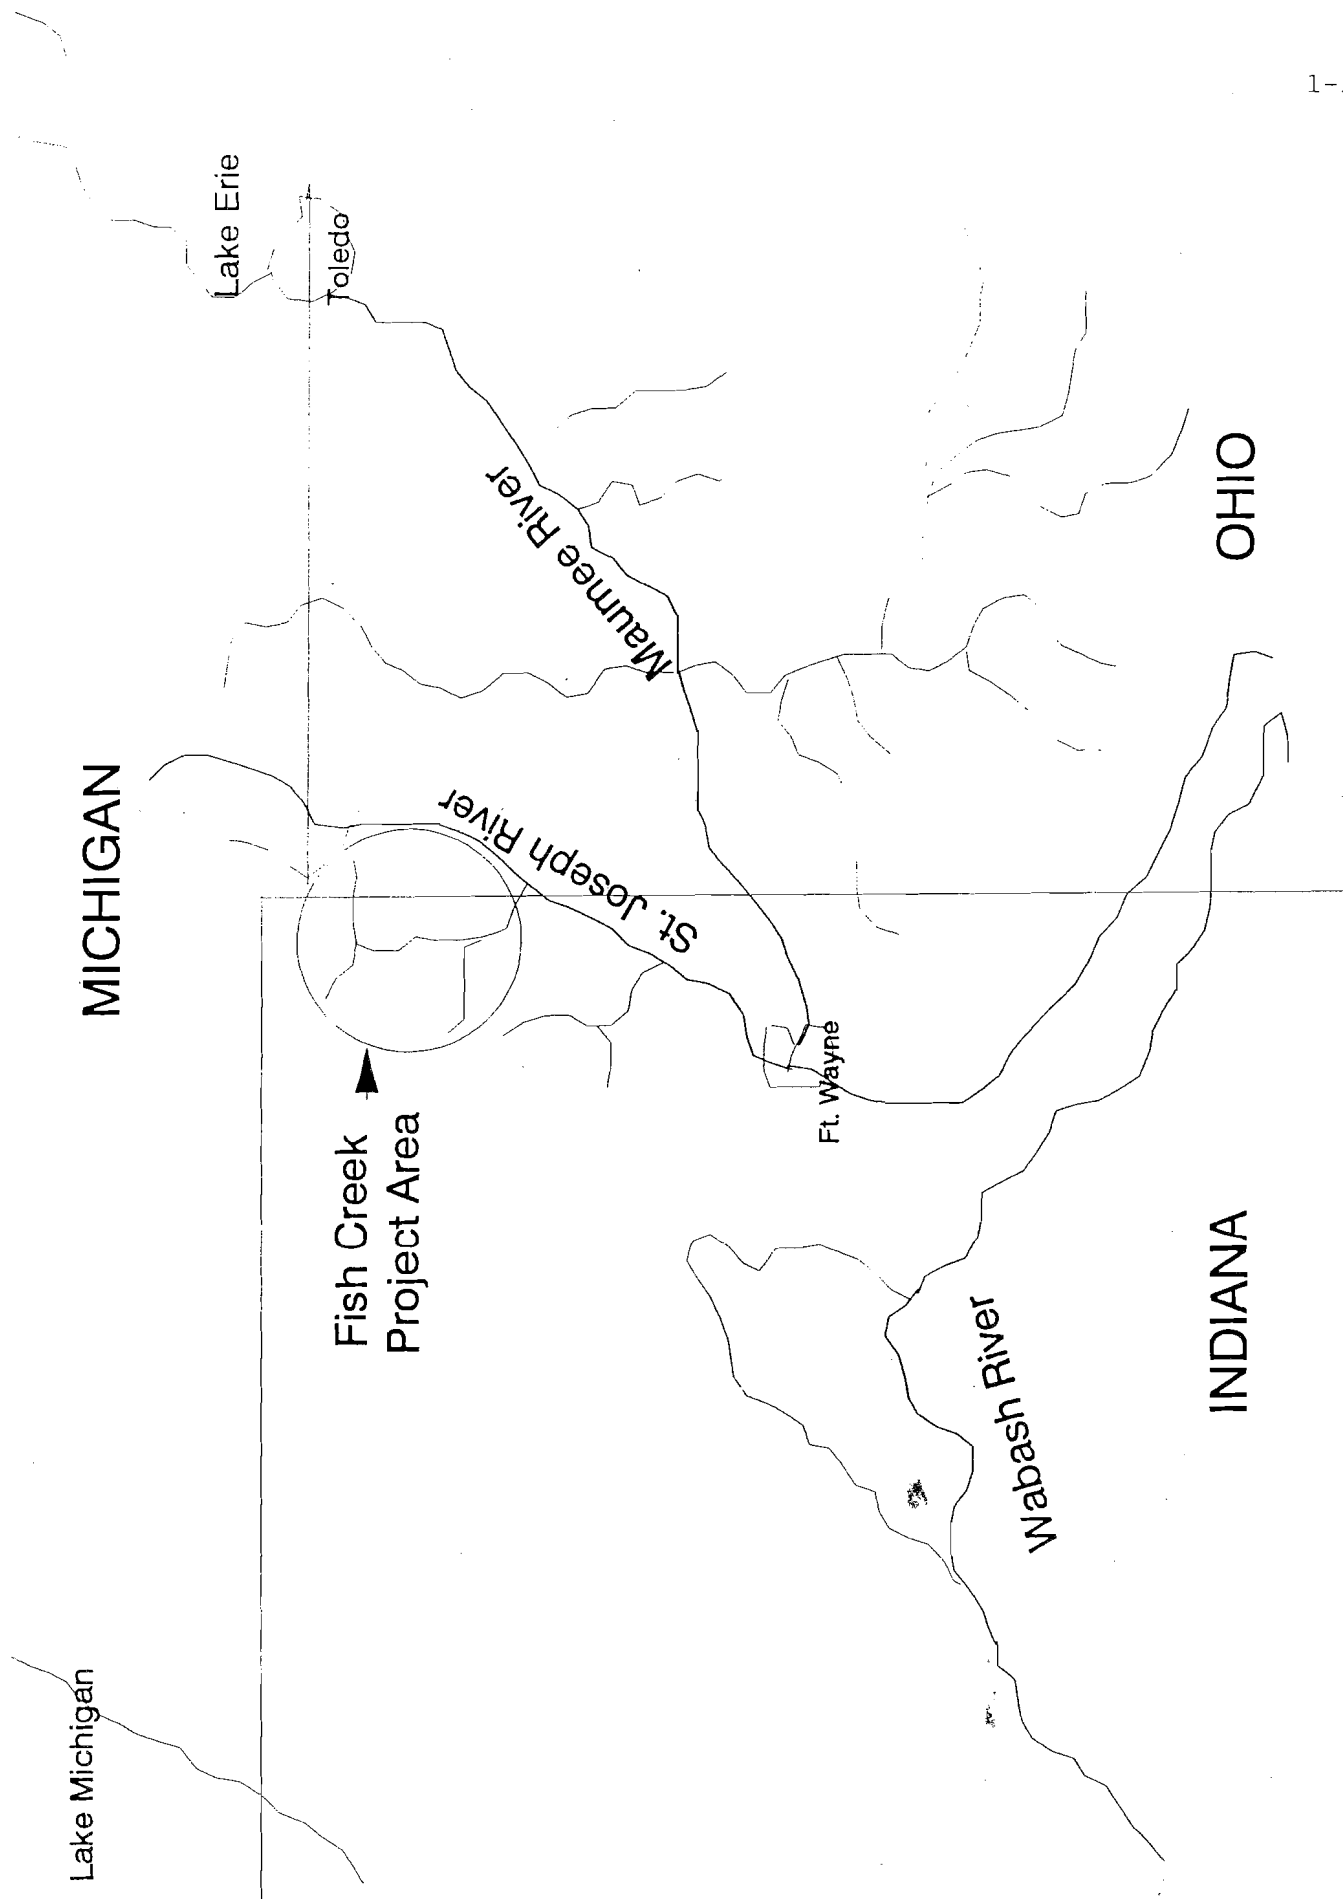 1-
Lake Michigan
MICHIGAN
Lake Erie
Toledo
Fish Creek
Project Area
St. Joseph River
Maumee River
Ft. Wayne
Wabash River
INDIANA
OHIO